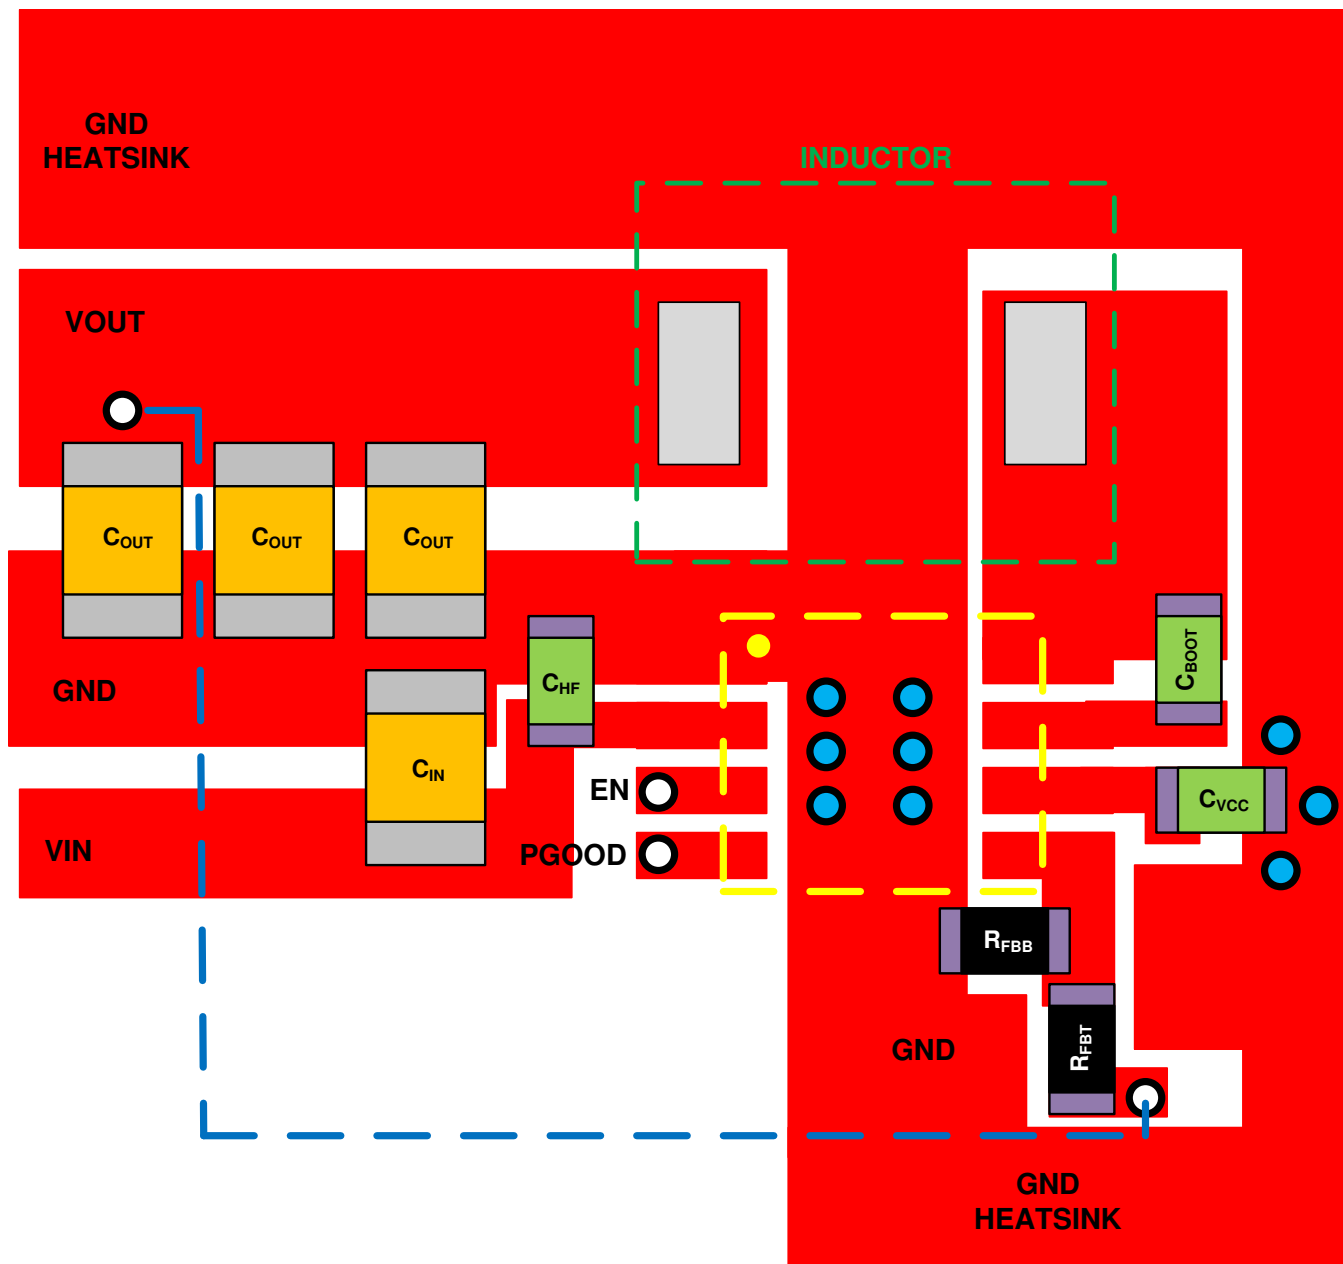 GND
HEATSINK
INDUCTOR
VOUT
COUT
COUT
COUT
CHF
CBOOT
GND
CIN
EN
CVCC
VIN
PGOOD
RFBB
GND
RFBT
GND
HEATSINK